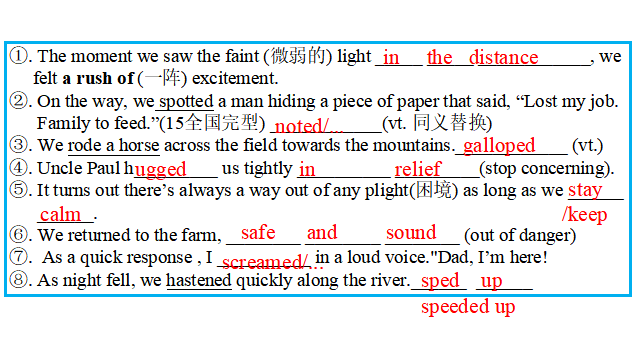 ①. The moment we saw the faint (微弱的) light in the distance, we
felt a rush of (一阵) excitement.
②. On the way, we spotted a man hiding a piece of paper that said, “Lost my job.
Family to feed.”(15全国完型) noted/... (vt. 同义替换)
③. We rode a horse across the field towards the mountains. galloped (vt.)
④. Uncle Paul hugged us tightly in relief (stop concerning).
⑤. It turns out there’s always a way out of any plight(困境) as long as we stay
calm. /keep
⑥. We returned to the farm, safe and sound (out of danger)
⑦. As a quick response , I screamed/... in a loud voice."Dad, I’m here!
⑧. As night fell, we hastened quickly along the river. sped up
speeded up